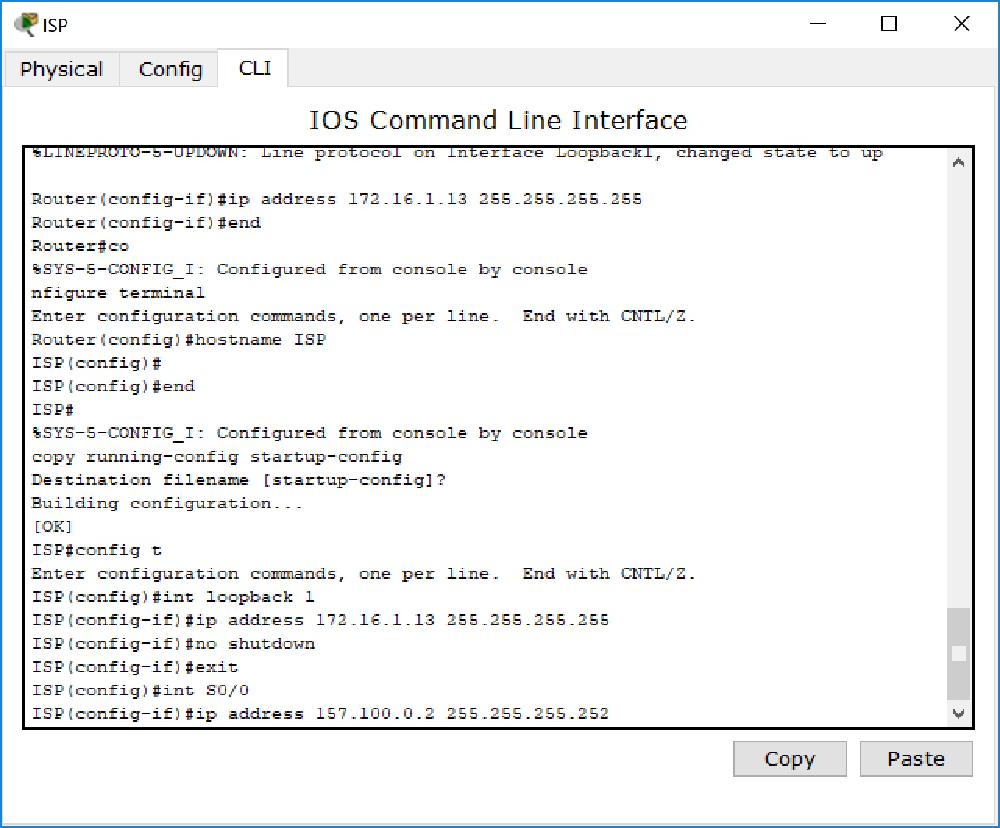 ISP
Physical Config CLI
IOS Command Line Interface
%LINEPROTO-5-UPDOWN: Line protocol on Interface Loopback1, changed state to up
Router(config-if)#ip address 172.16.1.13 255.255.255.255
Router(config-if)#end
Router#co
%SYS-5-CONFIG_I: Configured from console by console
nfigure terminal
Enter configuration commands, one per line.  End with CNTL/Z.
Router(config)#hostname ISP
ISP(config)#
ISP(config)#end
ISP#
%SYS-5-CONFIG_I: Configured from console by console
copy running-config startup-config
Destination filename [startup-config]?
Building configuration...
[OK]
ISP#config t
Enter configuration commands, one per line.  End with CNTL/Z.
ISP(config)#int loopback 1
ISP(config-if)#ip address 172.16.1.13 255.255.255.255
ISP(config-if)#no shutdown
ISP(config-if)#exit
ISP(config)#int S0/0
ISP(config-if)#ip address 157.100.0.2 255.255.255.252
Copy Paste